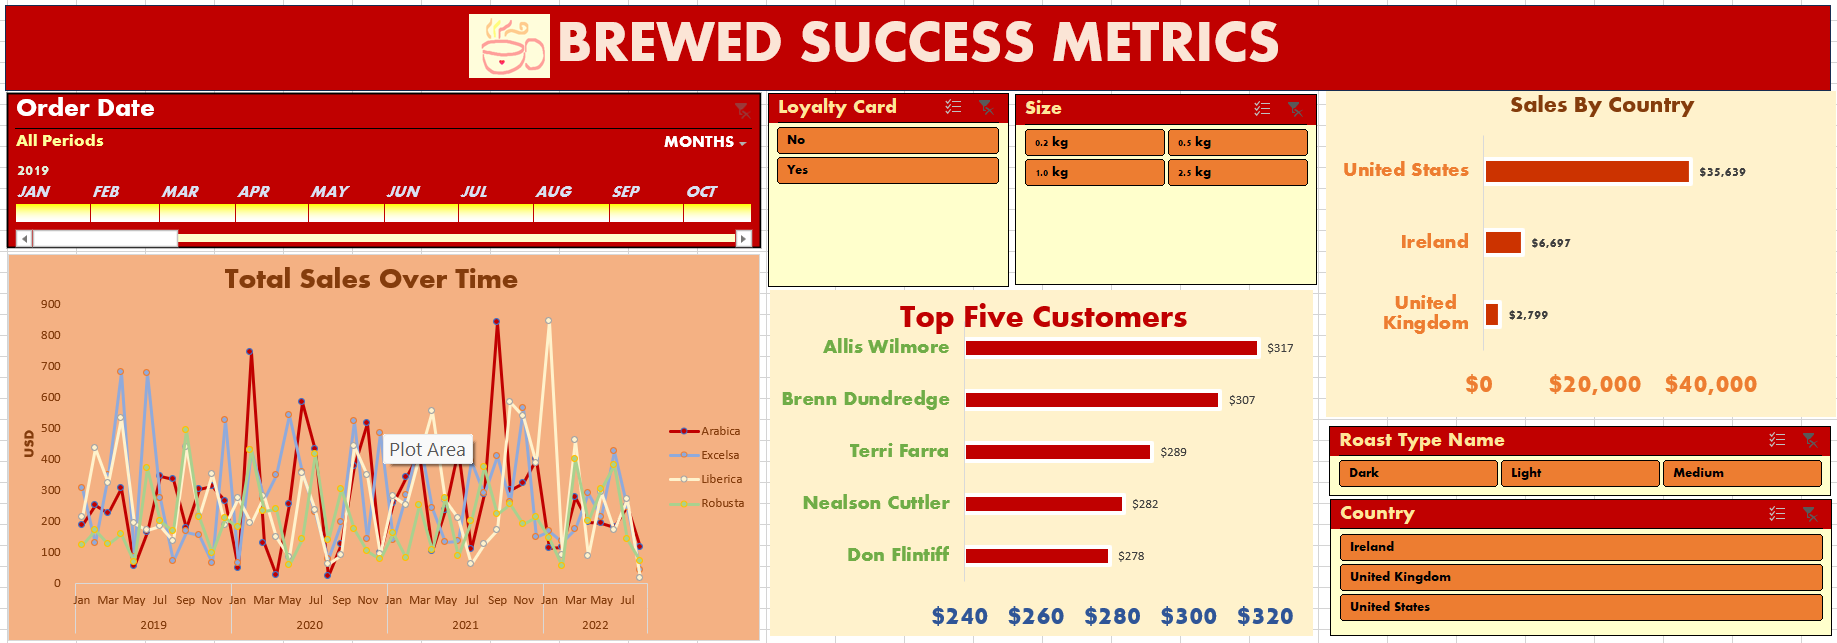 BREWED SUCCESS METRICS
Order Date
All Periods
MONTHS
2019
JAN FEB MAR APR MAY JUN JUL AUG SEP OCT
Loyalty Card
No
Yes
Size
0.2 kg 0.5 kg
1.0 kg 2.5 kg
Sales By Country
United States $35,639
Ireland $6,697
United
Kingdom $2,799
$0 $20,000 $40,000
Total Sales Over Time
900
800
700
600
500
400
300
200
100
0
USD
Plot Area
Arabica
Excelsa
Liberica
Robusta
Jan Mar May Jul Sep Nov Jan Mar May Jul Sep Nov Jan Mar May Jul Sep Nov Jan Mar May Jul
2019 2020 2021 2022
Top Five Customers
Allis Wilmore $317
Brenn Dundredge $307
Terri Farra $289
Nealson Cuttler $282
Don Flintiff $278
$240 $260 $280 $300 $320
Roast Type Name
Dark Light Medium
Country
Ireland
United Kingdom
United States